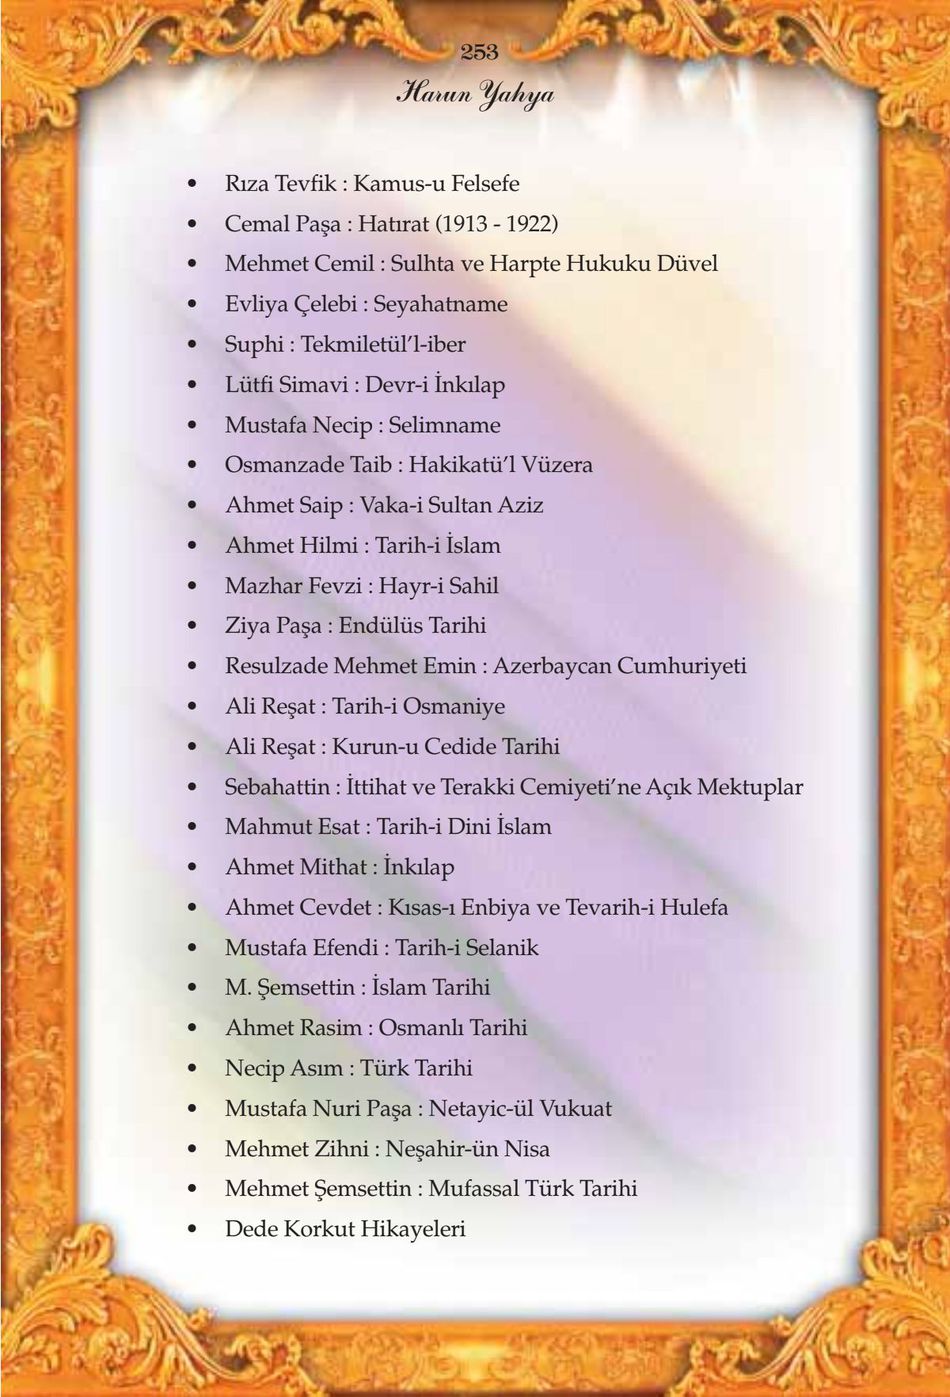 253
Harun Yahya
• Rıza Tevfik : Kamus-u Felsefe
• Cemal Paşa : Hatırat (1913 - 1922)
• Mehmet Cemil : Sulhta ve Harpte Hukuku Düvel
• Evliya Çelebi : Seyahatname
• Suphi : Tekmiletül’l-iber
• Lütfi Simavi : Devr-i İnkılap
• Mustafa Necip : Selimname
• Osmanzade Taib : Hakikatü’l Vüzera
• Ahmet Saip : Vaka-i Sultan Aziz
• Ahmet Hilmi : Tarih-i İslam
• Mazhar Fevzi : Hayr-i Sahil
• Ziya Paşa : Endülüs Tarihi
• Resulzade Mehmet Emin : Azerbaycan Cumhuriyeti
• Ali Reşat : Tarih-i Osmaniye
• Ali Reşat : Kurun-u Cedide Tarihi
• Sebahattin : İttihat ve Terakki Cemiyeti’ne Açık Mektuplar
• Mahmut Esat : Tarih-i Dini İslam
• Ahmet Mithat : İnkılap
• Ahmet Cevdet : Kısas-ı Enbiya ve Tevarih-i Hulefa
• Mustafa Efendi : Tarih-i Selanik
• M. Şemsettin : İslam Tarihi
• Ahmet Rasim : Osmanlı Tarihi
• Necip Asım : Türk Tarihi
• Mustafa Nuri Paşa : Netayic-ül Vukuat
• Mehmet Zihni : Neşahir-ün Nisa
• Mehmet Şemsettin : Mufassal Türk Tarihi
• Dede Korkut Hikayeleri